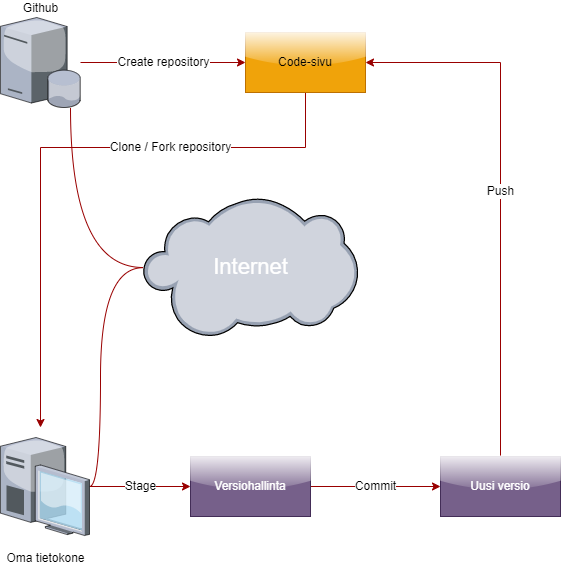 Github
Create repository
Code-sivu
Clone / Fork repository
Push
Internet
Stage
Versiohallinta
Commit
Uusi versio
Oma tietokone